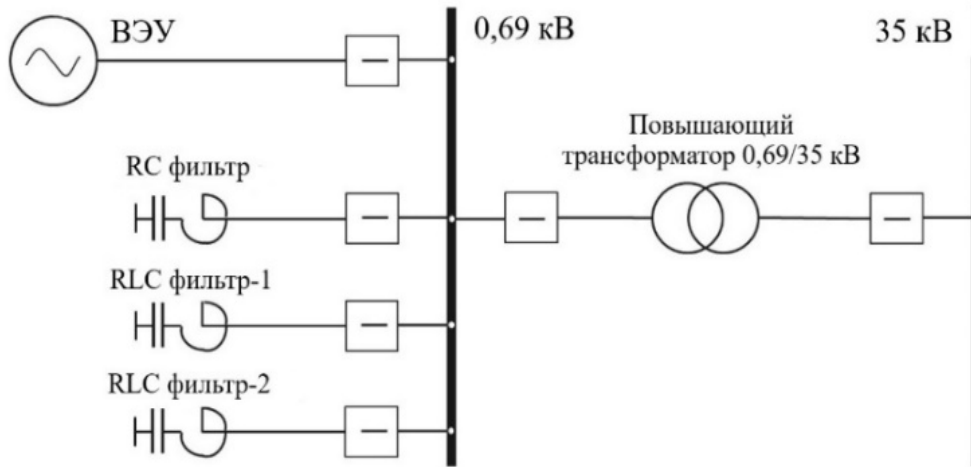 ВЭУ
0,69 кВ
35 кВ
Повышающий
трансформатор 0,69/35 кВ
RC фильтр
RLC фильтр-1
RLC фильтр-2